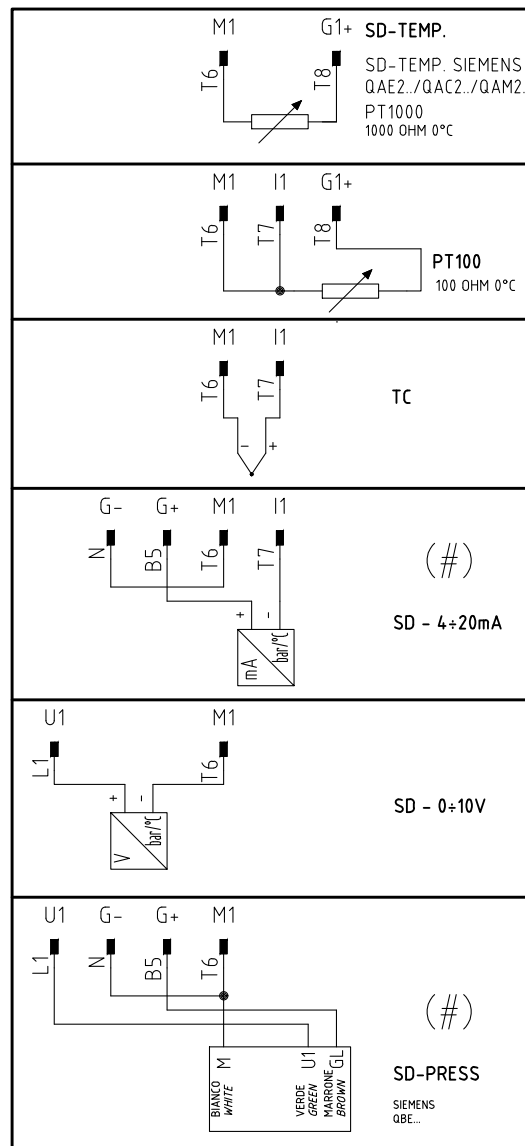 M1 G1+ SD-TEMP.
T6 T8 SD-TEMP. SIEMENS
QAE2../QAC2../QAM2.
PT1000
1000 OHM 0°C
M1 I1 G1+
T6 T7 T8
PT100
100 OHM 0°C
M1 I1
T6 T7
TC
- +
G- G+ M1 I1
N B5 T6 T7
(#)
+ -
SD - 4÷20mA
mA bar/°C
U1 M1
L1 T6
+ -
SD - 0÷10V
V bar/°C
U1 G- G+ M1
L1 N B5 T6
(#)
M U1 GL
BIANCO VERDE MARRONE
WHITE GREEN BROWN
SD-PRESS
SIEMENS
QBE...